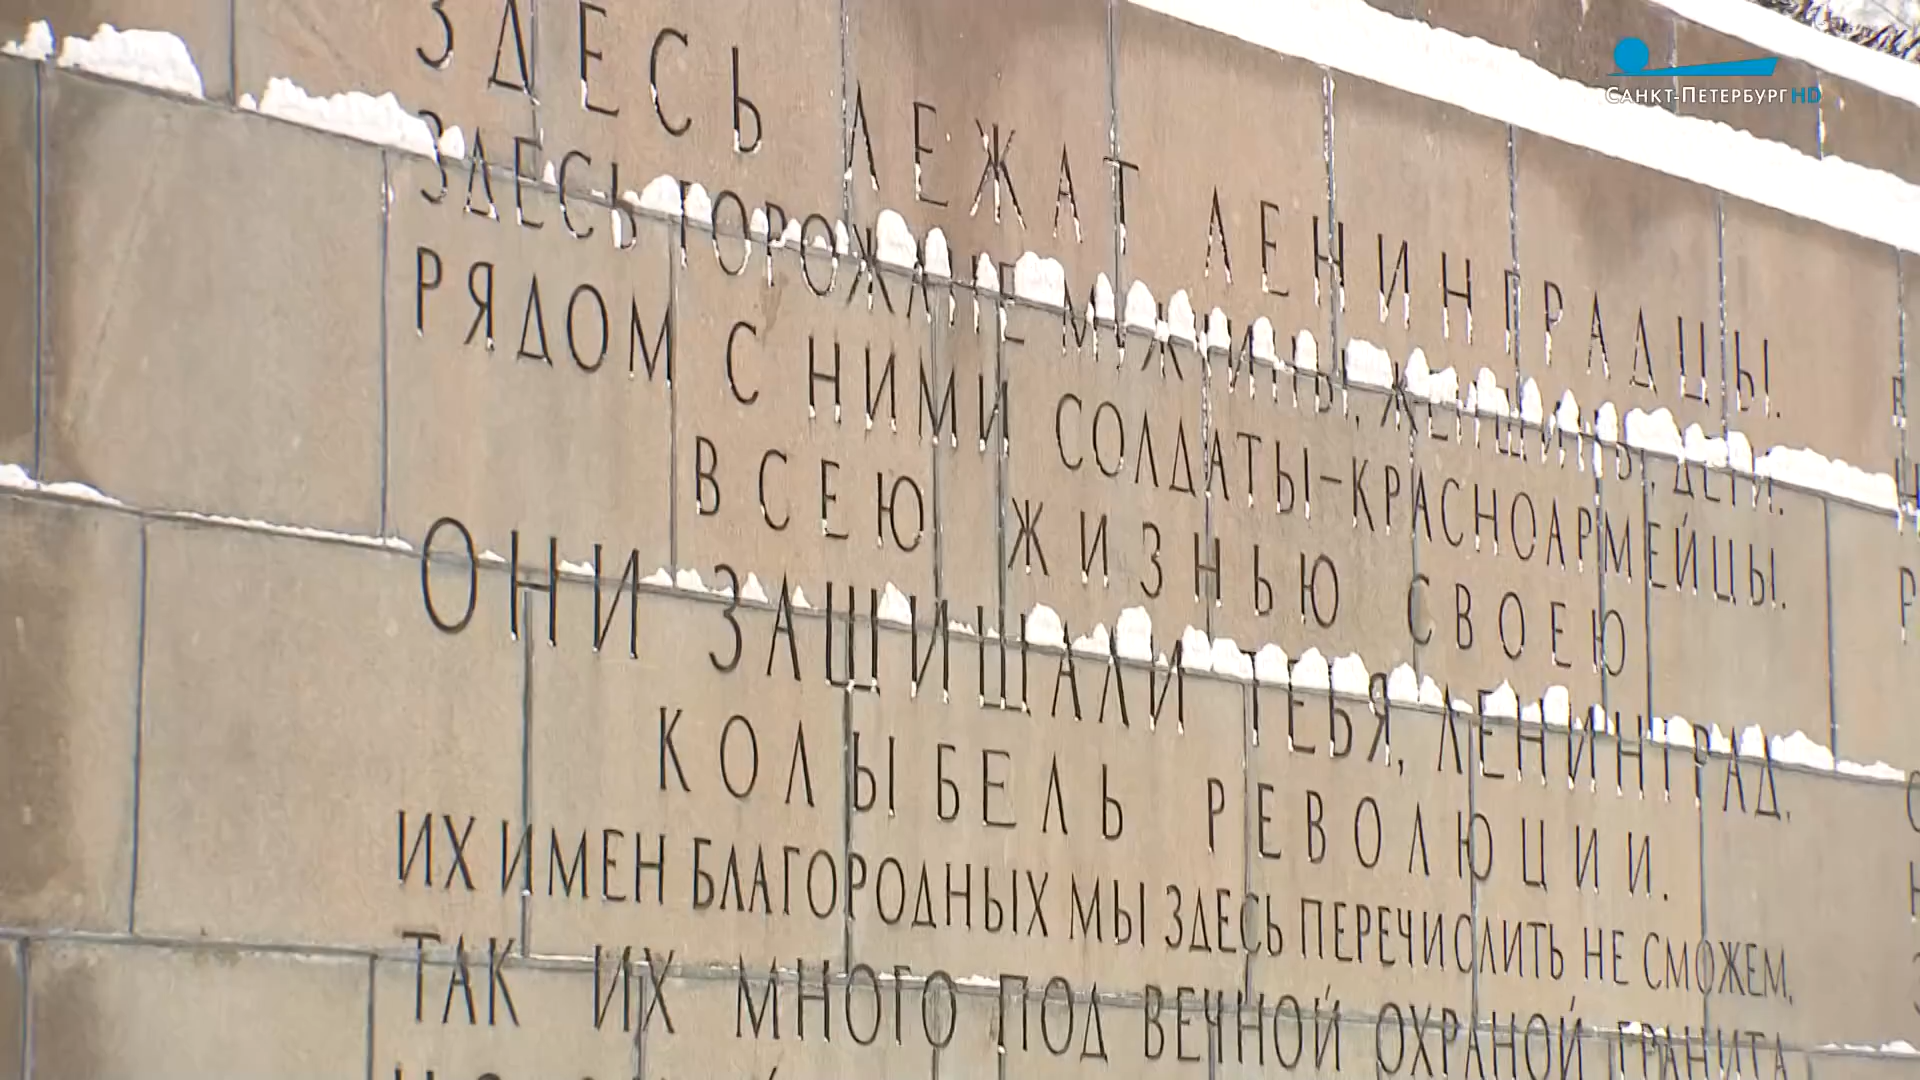 ЗДЕСЬ ЛЕЖАТ ЛЕНИНГРАДЦЫ.
ЗДЕСЬ ГОРОЖАНЕ МУЖЧИНЫ, ЖЕНЩИНЫ, ДЕТИ.
РЯДОМ С НИМИ СОЛДАТЫ-КРАСНОАРМЕЙЦЫ.
ВСЕЮ ЖИЗНЬЮ СВОЕЮ
ОНИ ЗАЩИЩАЛИ ТЕБЯ, ЛЕНИНГРАД,
КОЛЫБЕЛЬ РЕВОЛЮЦИИ.
ИХ ИМЕН БЛАГОРОДНЫХ МЫ ЗДЕСЬ ПЕРЕЧИСЛИТЬ НЕ СМОЖЕМ,
ТАК ИХ МНОГО ПОД ВЕЧНОЙ ОХРАНОЙ ГРАНИТА
САНКТ-ПЕТЕРБУРГ HD